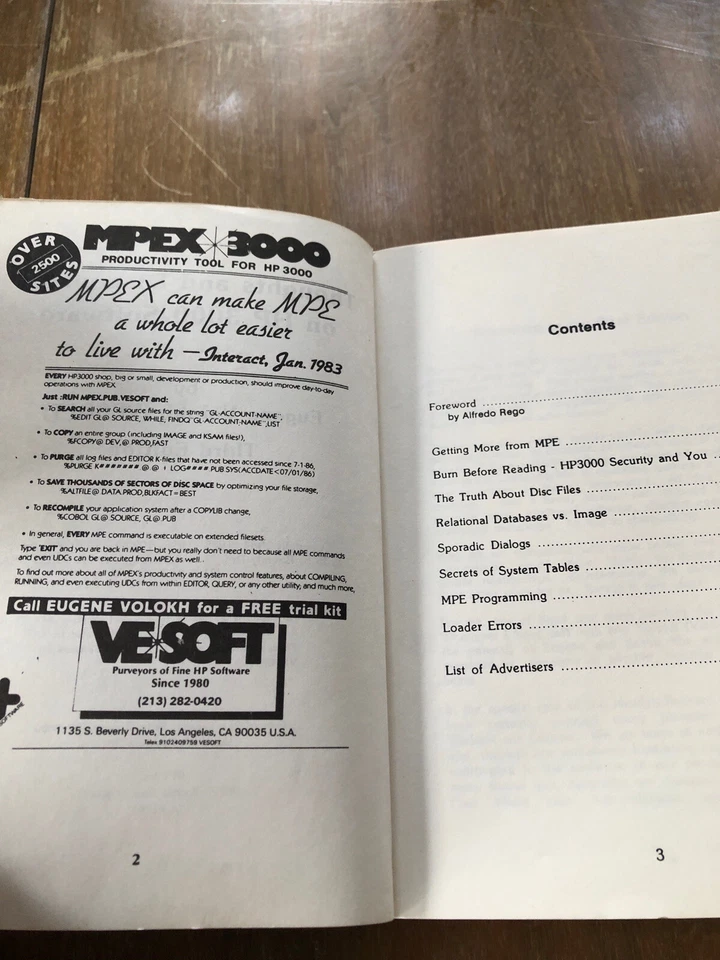 OVER
2500
SITES
MPEX 3000
PRODUCTIVITY TOOL FOR HP 3000
MPEX can make MPE
a whole lot easier
to live with — Interact, Jan. 1983
EVERY HP3000 shop, big or small, development or production, should improve day-to-day
operations with MPEX.
Just :RUN MPEX.PUB.VESOFT and:
• To SEARCH all your GL source files for the string "GL-ACCOUNT-NAME",
%EDIT GL@ SOURCE, WHILE, FINDQ "GL-ACCOUNT-NAME",LIST
• To COPY an entire group (including IMAGE and KSAM files),
%FCOPY@ DEV,@ PROD,FAST
• To PURGE all log files and EDITOR K-files that have not been accessed since 7-1-86,
%PURGE K####### @ @ + LOG#### PUB SYS(ACCDATE<07/01/86)
• To SAVE THOUSANDS OF SECTORS OF DISC SPACE by optimizing your file storage,
%ALTFILE@ DATA.PROD,BLKFACT=BEST
• To RECOMPILE your application system after a COPYLIB change,
%COBOL GL@ SOURCE, GL@ PUB
• In general, EVERY MPE command is executable on extended filesets.
Type 'EXIT' and you are back in MPE—but you really don't need to because all MPE commands
and even UDCs can be executed from MPEX as well.
To find out more about all of MPEX's productivity and system control features, about COMPILING,
RUNNING, and even executing UDCs from within EDITOR, QUERY, or any other utility, and much more,
Call EUGENE VOLOKH for a FREE trial kit
VESOFT
Purveyors of Fine HP Software
Since 1980
(213) 282-0420
1135 S. Beverly Drive, Los Angeles, CA 90035 U.S.A.
Telex 9102409759 VESOFT
2
Contents
Foreword
by Alfredo Rego
Getting More from MPE
Burn Before Reading - HP3000 Security and You
The Truth About Disc Files
Relational Databases vs. Image
Sporadic Dialogs
Secrets of System Tables
MPE Programming
Loader Errors
List of Advertisers
3